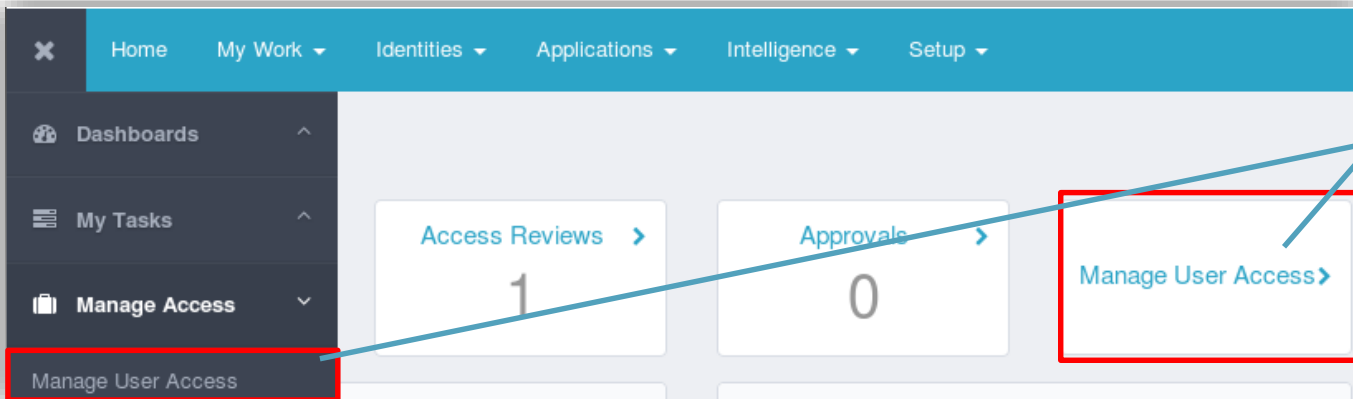 Home My Work Identities Applications Intelligence Setup
Dashboards
My Tasks
Manage Access
Manage User Access
Access Reviews
1
Approvals
0
Manage User Access